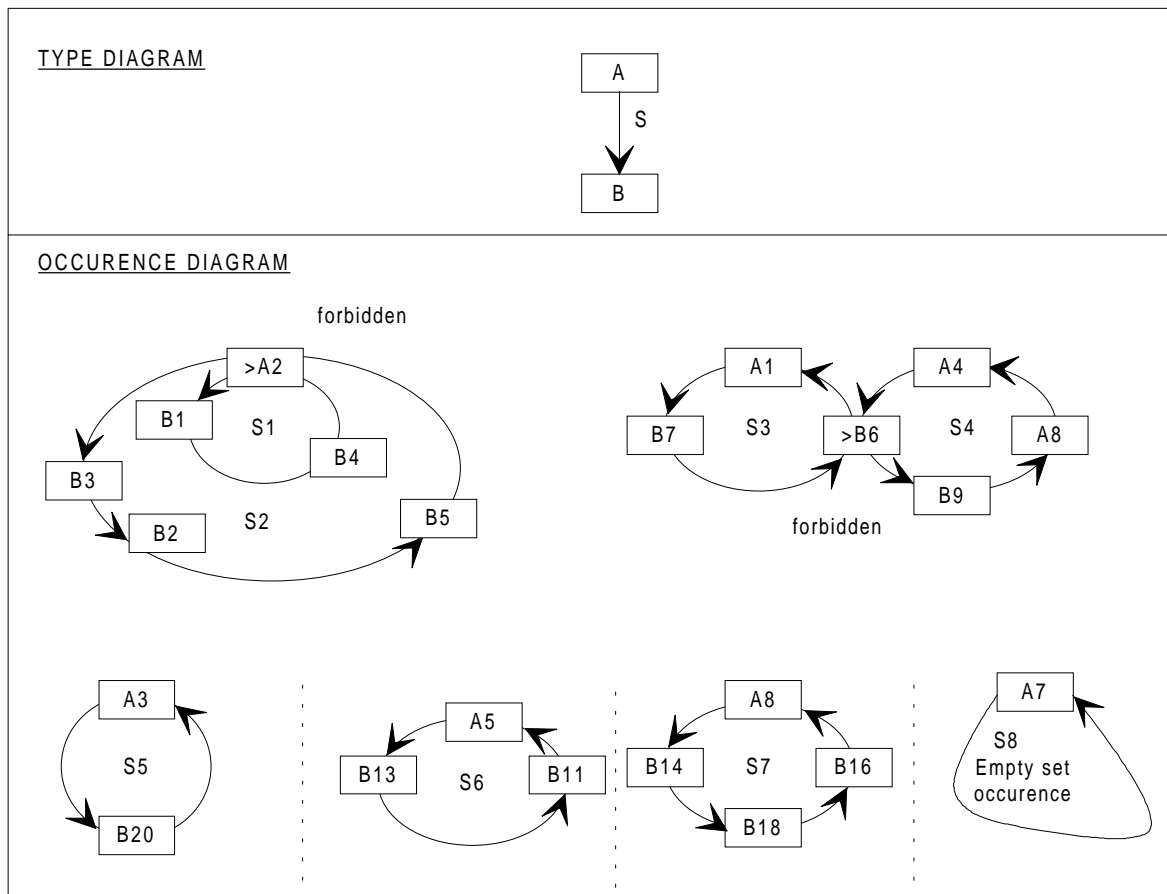 TYPE DIAGRAM
A
S
B
OCCURENCE DIAGRAM
forbidden
>A2
B1
S1
B4
B3
S2
B2
B5
A1
A4
B7
S3
>B6
S4
A8
B9
forbidden
A3
S5
B20
A5
B13
S6
B11
A8
B14
S7
B16
B18
A7
S8
Empty set
occurence